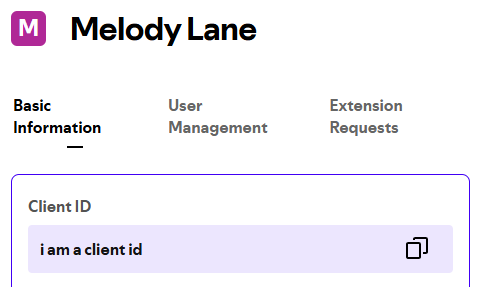 M Melody Lane
Basic Information
User Management
Extension Requests
Client ID
i am a client id